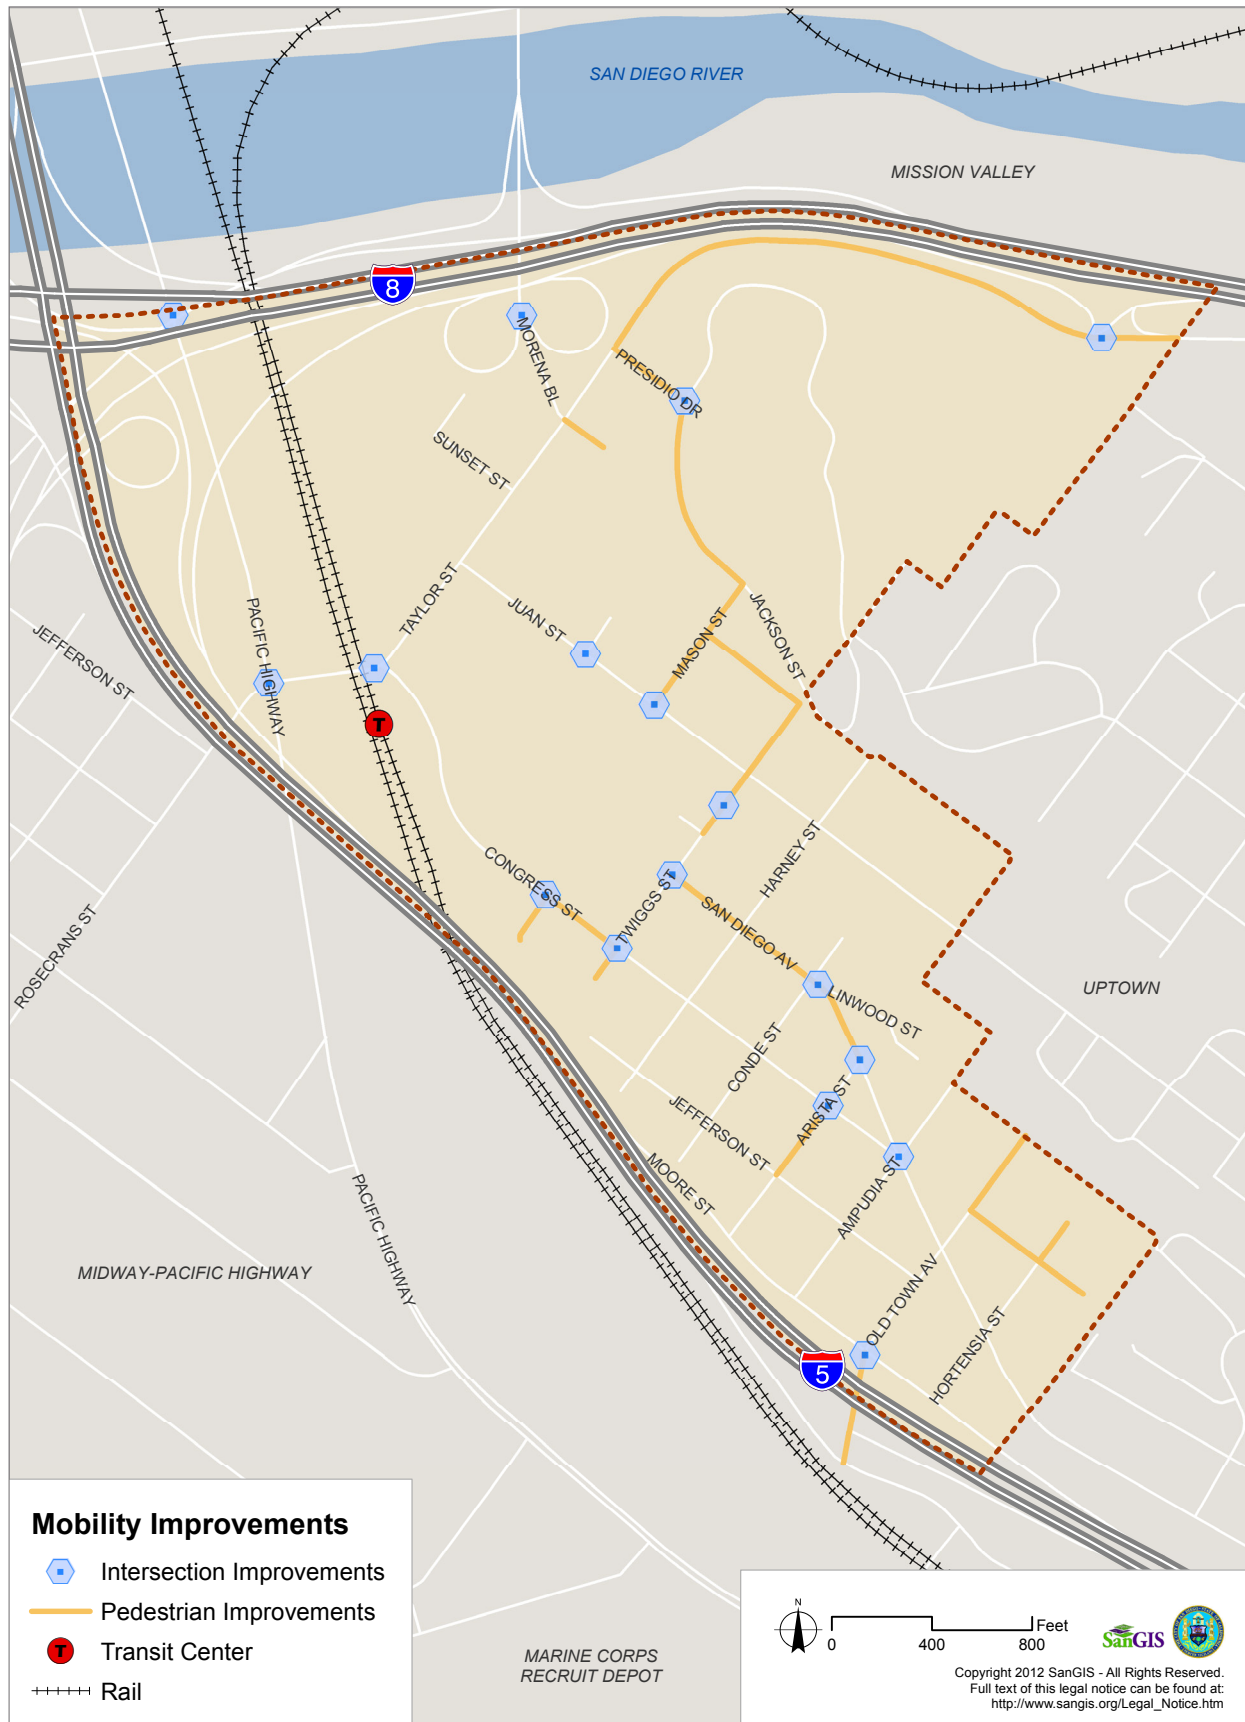 SAN DIEGO RIVER
MISSION VALLEY
8
MORENA BL
PRESIDIO DR
SUNSET ST
TAYLOR ST
JUAN ST
MASON ST
JACKSON ST
PACIFIC HIGHWAY
JEFFERSON ST
T
CONGRESS ST
TWIGGS ST
HARNEY ST
SAN DIEGO AV
ROSECRANS ST
LINWOOD ST
UPTOWN
CONDE ST
ARISTA ST
JEFFERSON ST
MOORE ST
AMPUDIA ST
PACIFIC HIGHWAY
MIDWAY-PACIFIC HIGHWAY
OLD TOWN AV
HORTENSIA ST
5
Mobility Improvements
Intersection Improvements
Pedestrian Improvements
T
Transit Center
Rail
MARINE CORPS
RECRUIT DEPOT
N
Feet
0 400 800
SanGIS
Copyright 2012 SanGIS - All Rights Reserved.
Full text of this legal notice can be found at:
http://www.sangis.org/Legal_Notice.htm